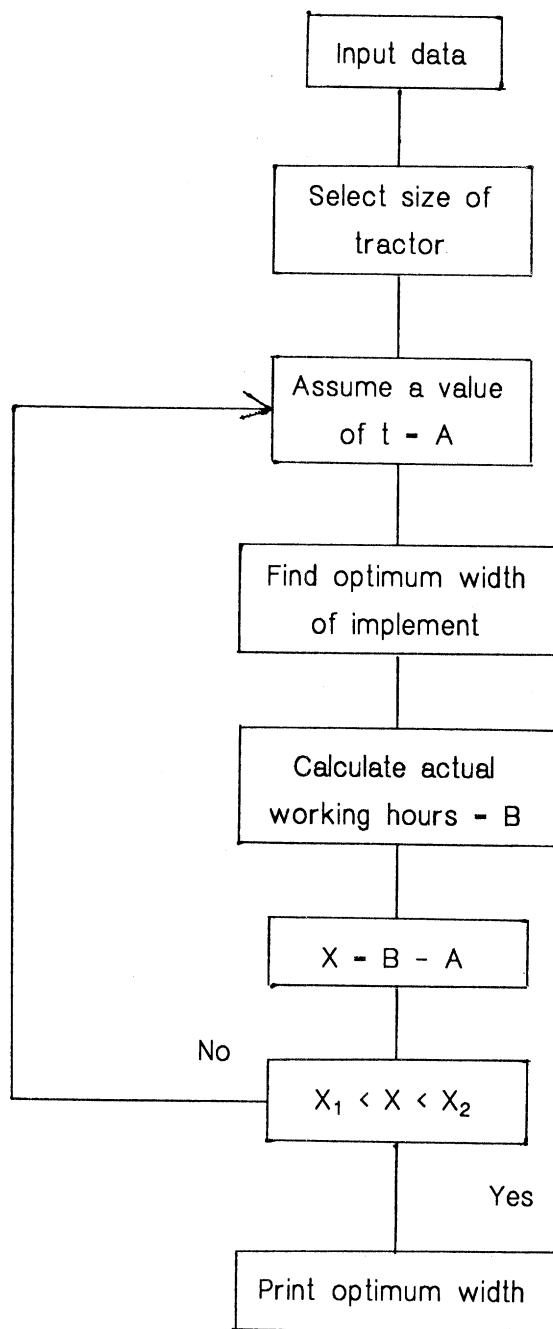 Input data
Select size of
tractor
Assume a value
of t - A
Find optimum width
of implement
Calculate actual
working hours - B
X - B - A
No
X₁ < X < X₂
Yes
Print optimum width